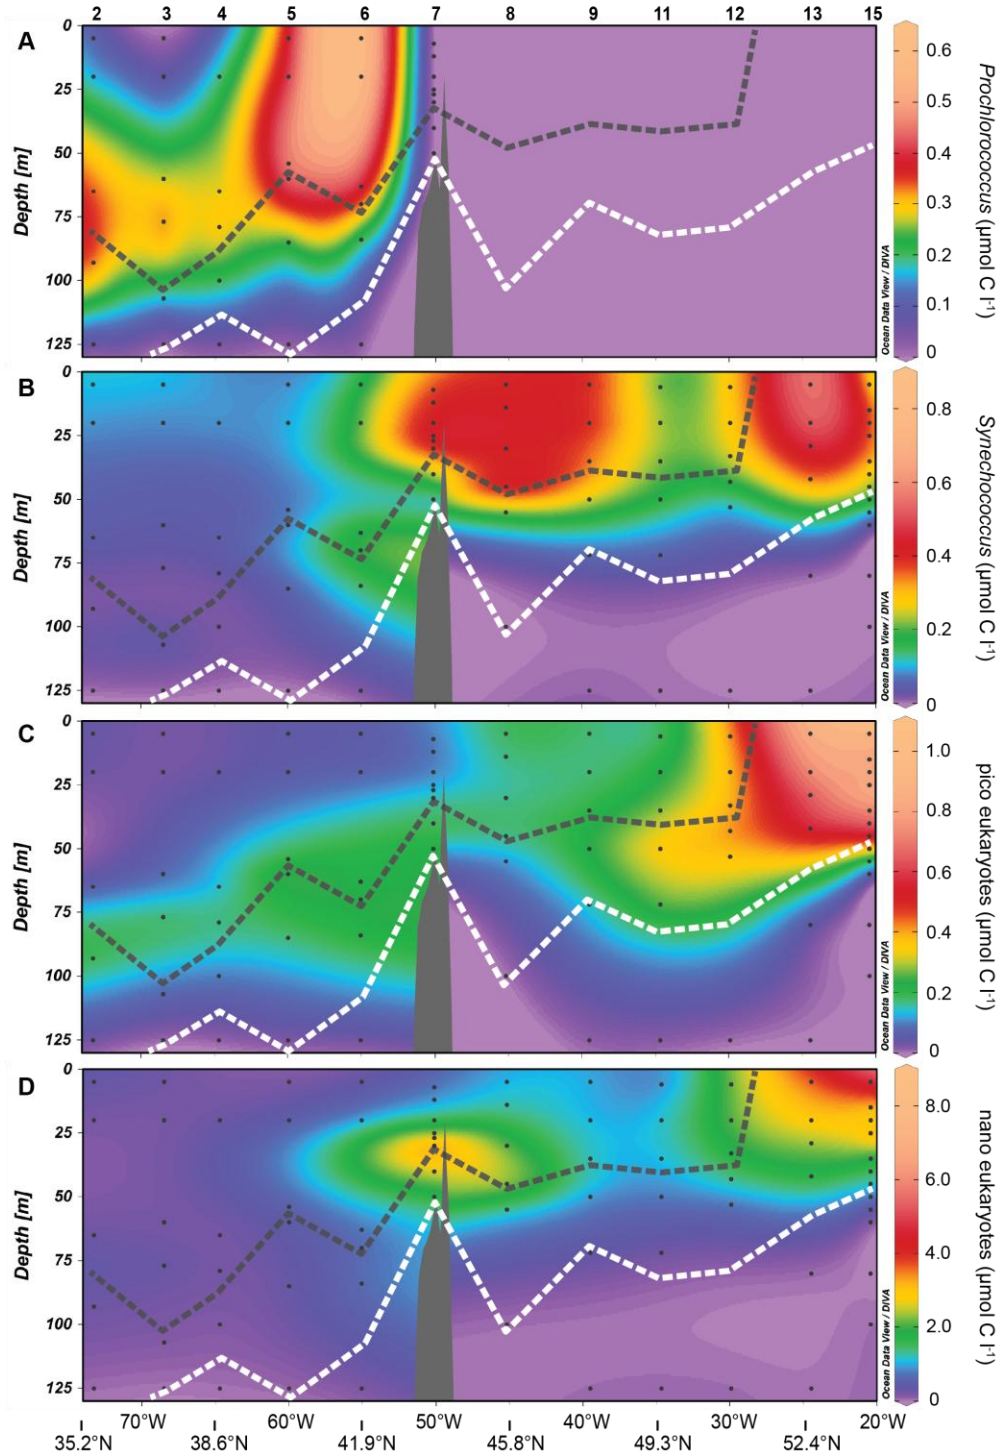 2 3 4 5 6 7 8 9 11 12 13 15
A
0
25
50
75
100
125
Depth [m]
Ocean Data View / DIVA
0.6
0.5
0.4
0.3
0.2
0.1
0
Prochlorococcus (µmol C l⁻¹)
B
0
25
50
75
100
125
Depth [m]
Ocean Data View / DIVA
0.8
0.6
0.4
0.2
0
Synechococcus (µmol C l⁻¹)
C
0
25
50
75
100
125
Depth [m]
Ocean Data View / DIVA
1.0
0.8
0.6
0.4
0.2
0
pico eukaryotes (µmol C l⁻¹)
D
0
25
50
75
100
125
Depth [m]
Ocean Data View / DIVA
8.0
6.0
4.0
2.0
0
nano eukaryotes (µmol C l⁻¹)
70°W 60°W 50°W 40°W 30°W 20°W
35.2°N 38.6°N 41.9°N 45.8°N 49.3°N 52.4°N